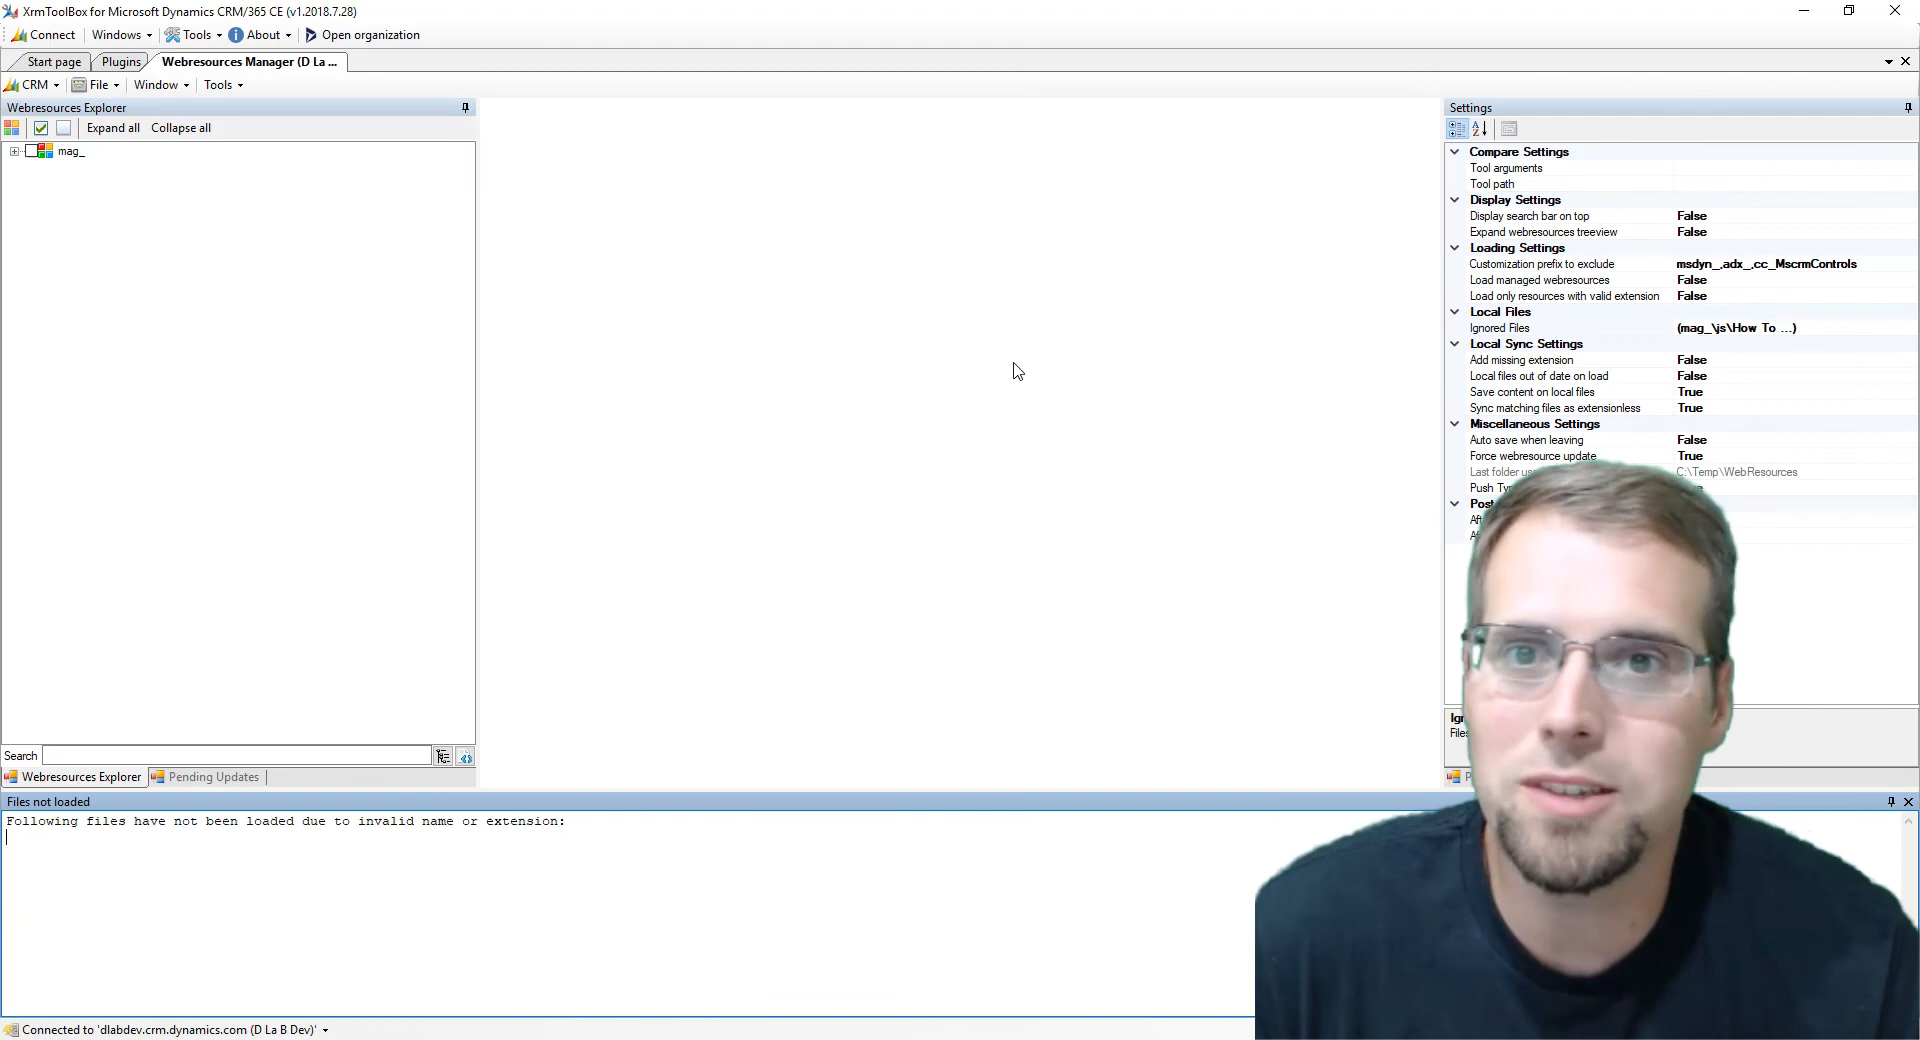 XrmToolBox for Microsoft Dynamics CRM/365 CE (v1.2018.7.28)
Connect Windows Tools About Open organization
Start page Plugins Webresources Manager (D La ...
CRM File Window Tools
Webresources Explorer
Expand all Collapse all
mag_
Search
Webresources Explorer Pending Updates
Settings
Compare Settings
Tool arguments
Tool path
Display Settings
Display search bar on top False
Expand webresources treeview False
Loading Settings
Customization prefix to exclude msdyn_,adx_,cc_MscrmControls
Load managed webresources False
Load only resources with valid extension False
Local Files
Ignored Files (mag_\js\How To ...)
Local Sync Settings
Add missing extension False
Local files out of date on load False
Save content on local files True
Sync matching files as extensionless True
Miscellaneous Settings
Auto save when leaving False
Force webresource update True
Last folder C:\Temp\WebResources
Push
Files not loaded
Following files have not been loaded due to invalid name or extension:
Connected to 'dlabdev.crm.dynamics.com (D La B Dev)'